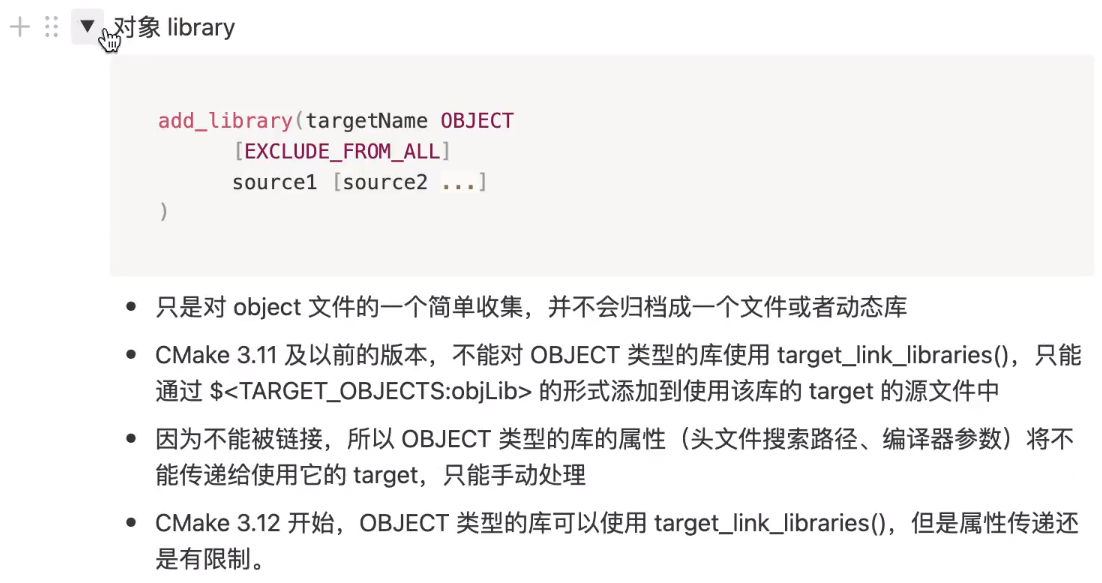 对象 library
add_library(targetName OBJECT
[EXCLUDE_FROM_ALL]
source1 [source2 ...]
)
只是对 object 文件的一个简单收集，并不会归档成一个文件或者动态库
CMake 3.11 及以前的版本，不能对 OBJECT 类型的库使用 target_link_libraries()，只能
通过 $<TARGET_OBJECTS:objLib> 的形式添加到使用该库的 target 的源文件中
因为不能被链接，所以 OBJECT 类型的库的属性（头文件搜索路径、编译器参数）将不
能传递给使用它的 target，只能手动处理
CMake 3.12 开始，OBJECT 类型的库可以使用 target_link_libraries()，但是属性传递还
是有限制。